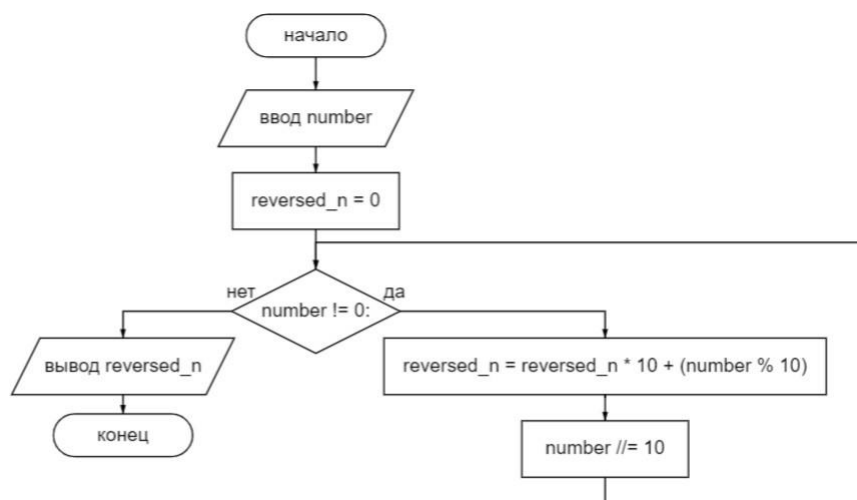 начало
ввод number
reversed_n = 0
нет
number != 0:
да
вывод reversed_n
reversed_n = reversed_n * 10 + (number % 10)
конец
number //= 10